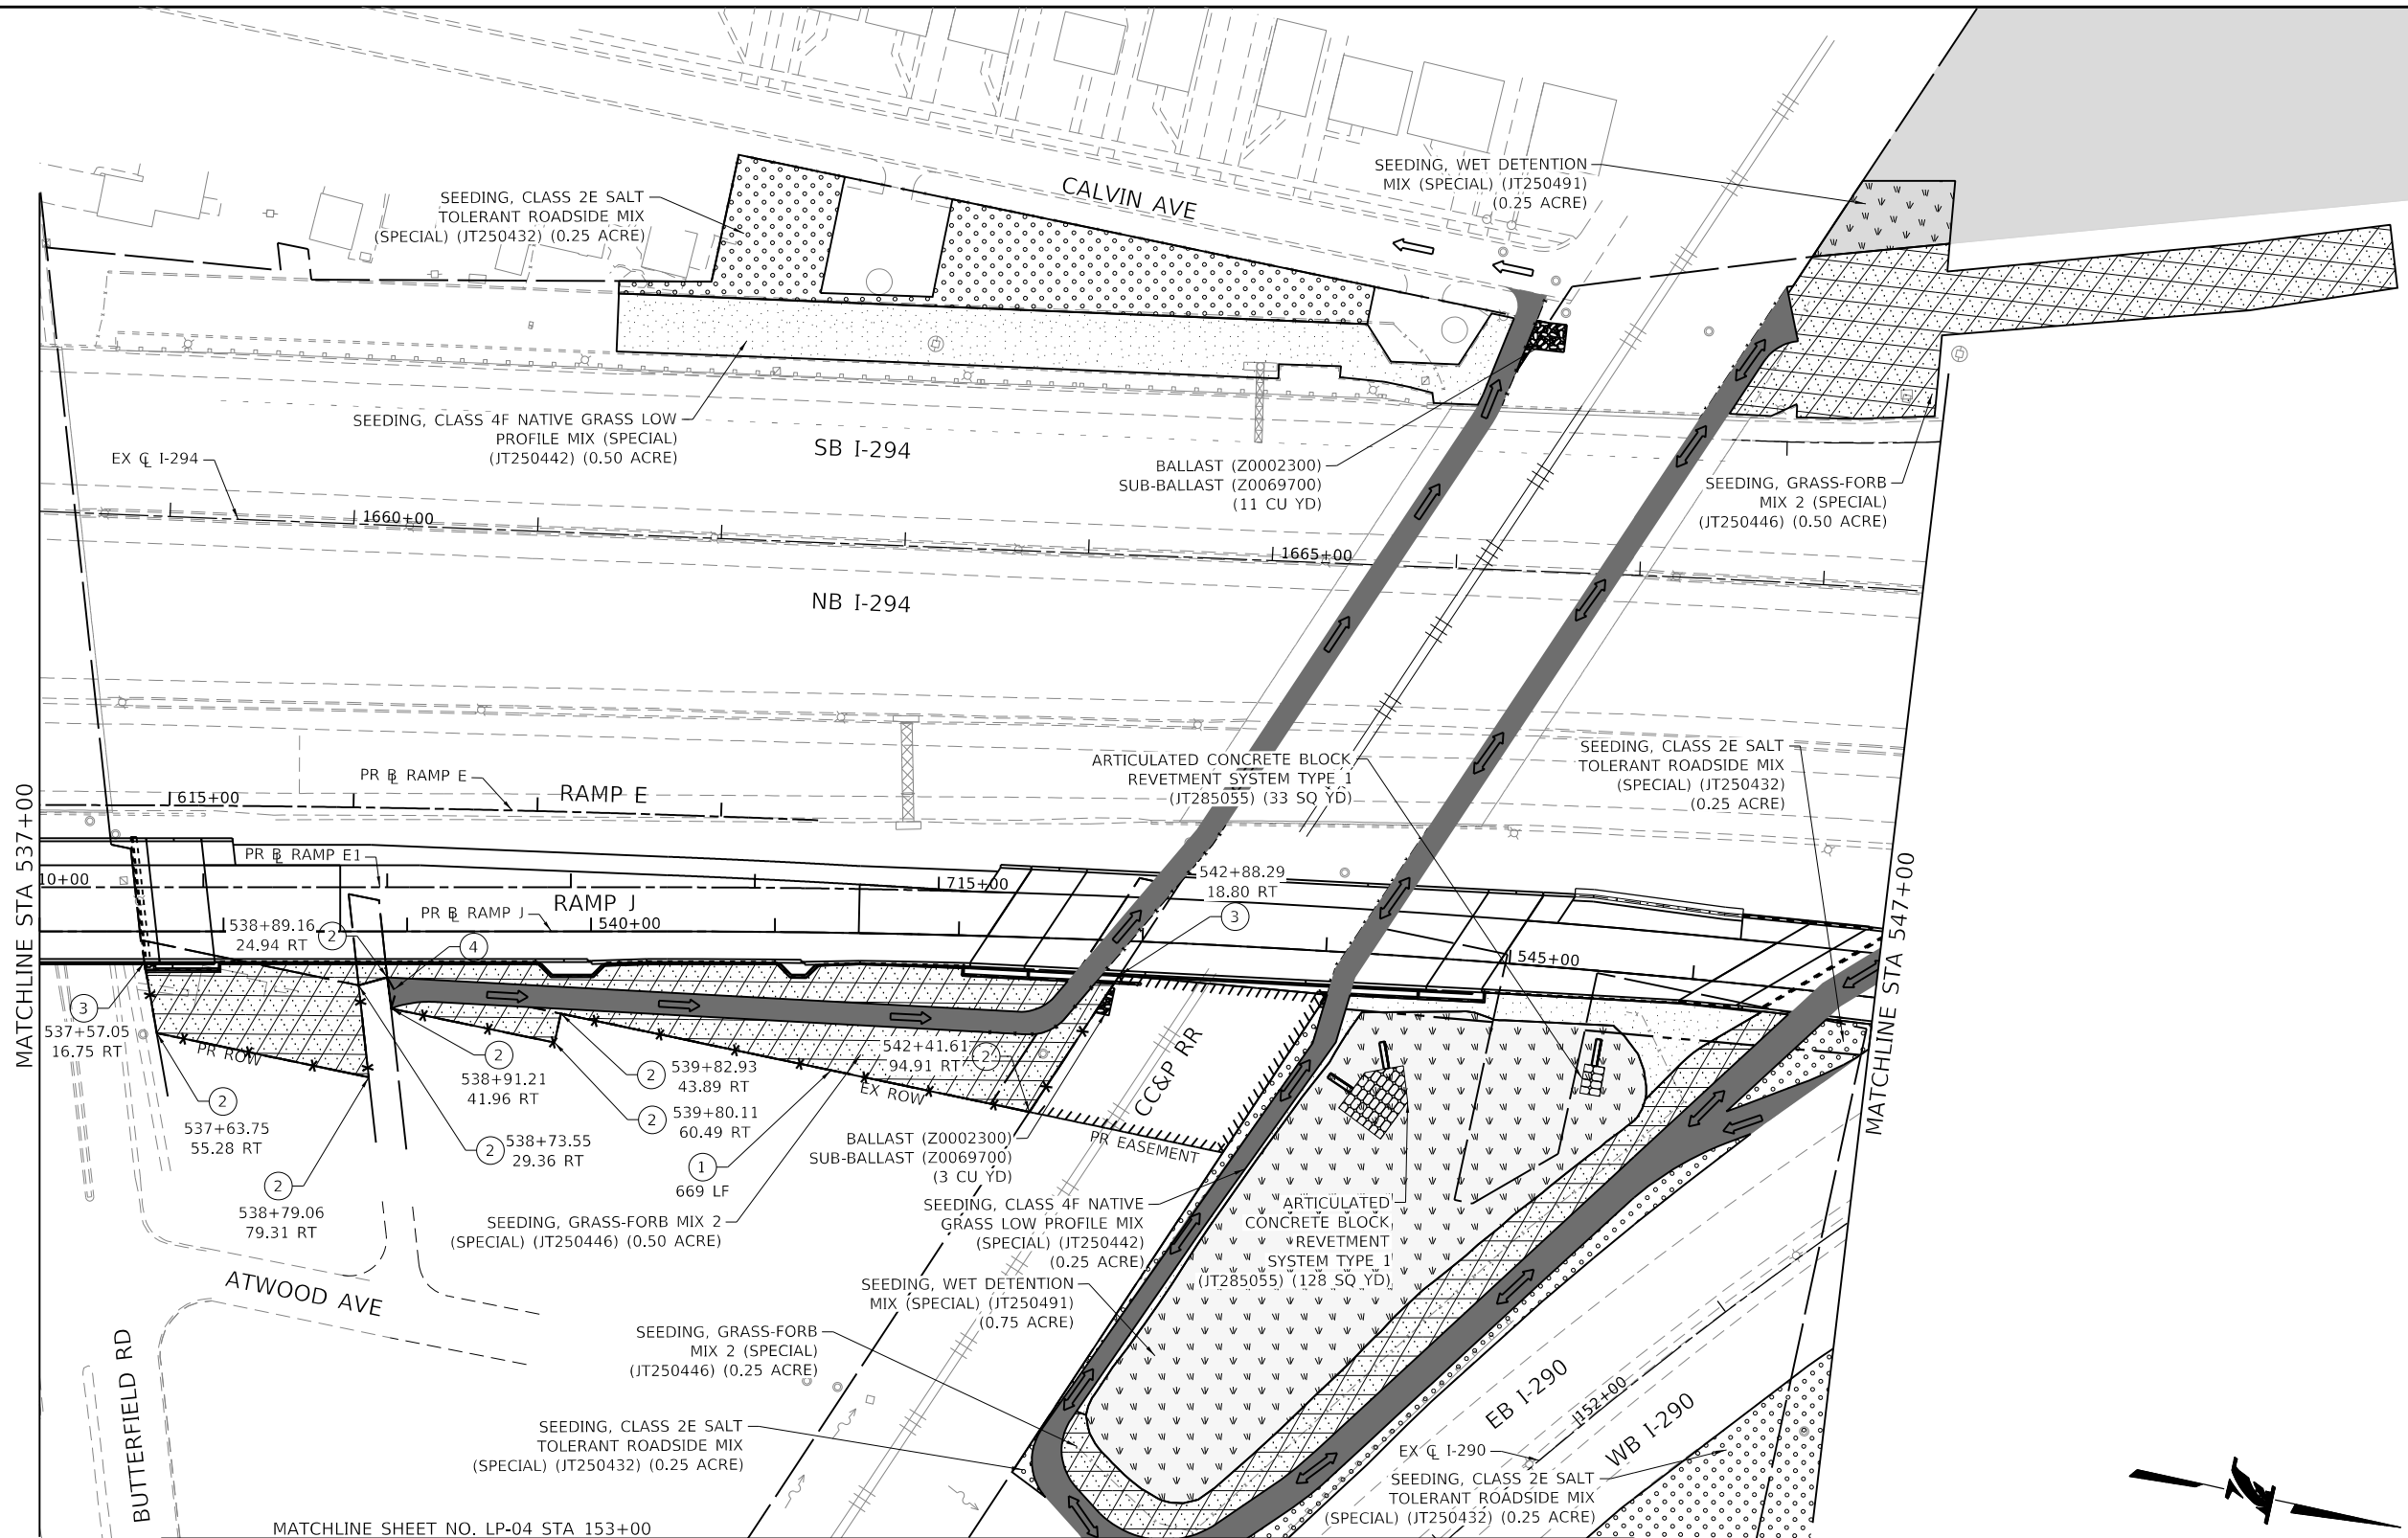 CALVIN AVE
SEEDING, WET DETENTION
MIX (SPECIAL) (JT250491)
(0.25 ACRE)
SEEDING, CLASS 2E SALT
TOLERANT ROADSIDE MIX
(SPECIAL) (JT250432) (0.25 ACRE)
SEEDING, CLASS 4F NATIVE GRASS LOW
PROFILE MIX (SPECIAL)
(JT250442) (0.50 ACRE)
SB I-294
EX ℄ I-294
BALLAST (Z0002300)
SUB-BALLAST (Z0069700)
(11 CU YD)
SEEDING, GRASS-FORB
MIX 2 (SPECIAL)
(JT250446) (0.50 ACRE)
1660+00
1665+00
NB I-294
ARTICULATED CONCRETE BLOCK
REVETMENT SYSTEM TYPE 1
(JT285055) (33 SQ YD)
SEEDING, CLASS 2E SALT
TOLERANT ROADSIDE MIX
(SPECIAL) (JT250432)
(0.25 ACRE)
PR BL RAMP E
RAMP E
615+00
MATCHLINE STA 537+00
PR BL RAMP E1
10+00
715+00
RAMP J
PR BL RAMP J
540+00
542+88.29
18.80 RT
3
538+89.16
24.94 RT
2
4
545+00
MATCHLINE STA 547+00
3
537+57.05
16.75 RT
PR ROW
2
537+63.75
55.28 RT
2
538+79.06
79.31 RT
2
538+91.21
41.96 RT
2
538+73.55
29.36 RT
2
539+82.93
43.89 RT
2
539+80.11
60.49 RT
542+41.61
94.91 RT
2
EX ROW
1
669 LF
CC&P RR
PR EASEMENT
BALLAST (Z0002300)
SUB-BALLAST (Z0069700)
(3 CU YD)
SEEDING, GRASS-FORB MIX 2
(SPECIAL) (JT250446) (0.50 ACRE)
SEEDING, CLASS 4F NATIVE
GRASS LOW PROFILE MIX
(SPECIAL) (JT250442)
(0.25 ACRE)
ARTICULATED
CONCRETE BLOCK
REVETMENT
SYSTEM TYPE 1
(JT285055) (128 SQ YD)
SEEDING, WET DETENTION
MIX (SPECIAL) (JT250491)
(0.75 ACRE)
ATWOOD AVE
BUTTERFIELD RD
SEEDING, GRASS-FORB
MIX 2 (SPECIAL)
(JT250446) (0.25 ACRE)
SEEDING, CLASS 2E SALT
TOLERANT ROADSIDE MIX
(SPECIAL) (JT250432) (0.25 ACRE)
EB I-290
1152+00
WB I-290
EX ℄ I-290
SEEDING, CLASS 2E SALT
TOLERANT ROADSIDE MIX
(SPECIAL) (JT250432) (0.25 ACRE)
MATCHLINE SHEET NO. LP-04 STA 153+00